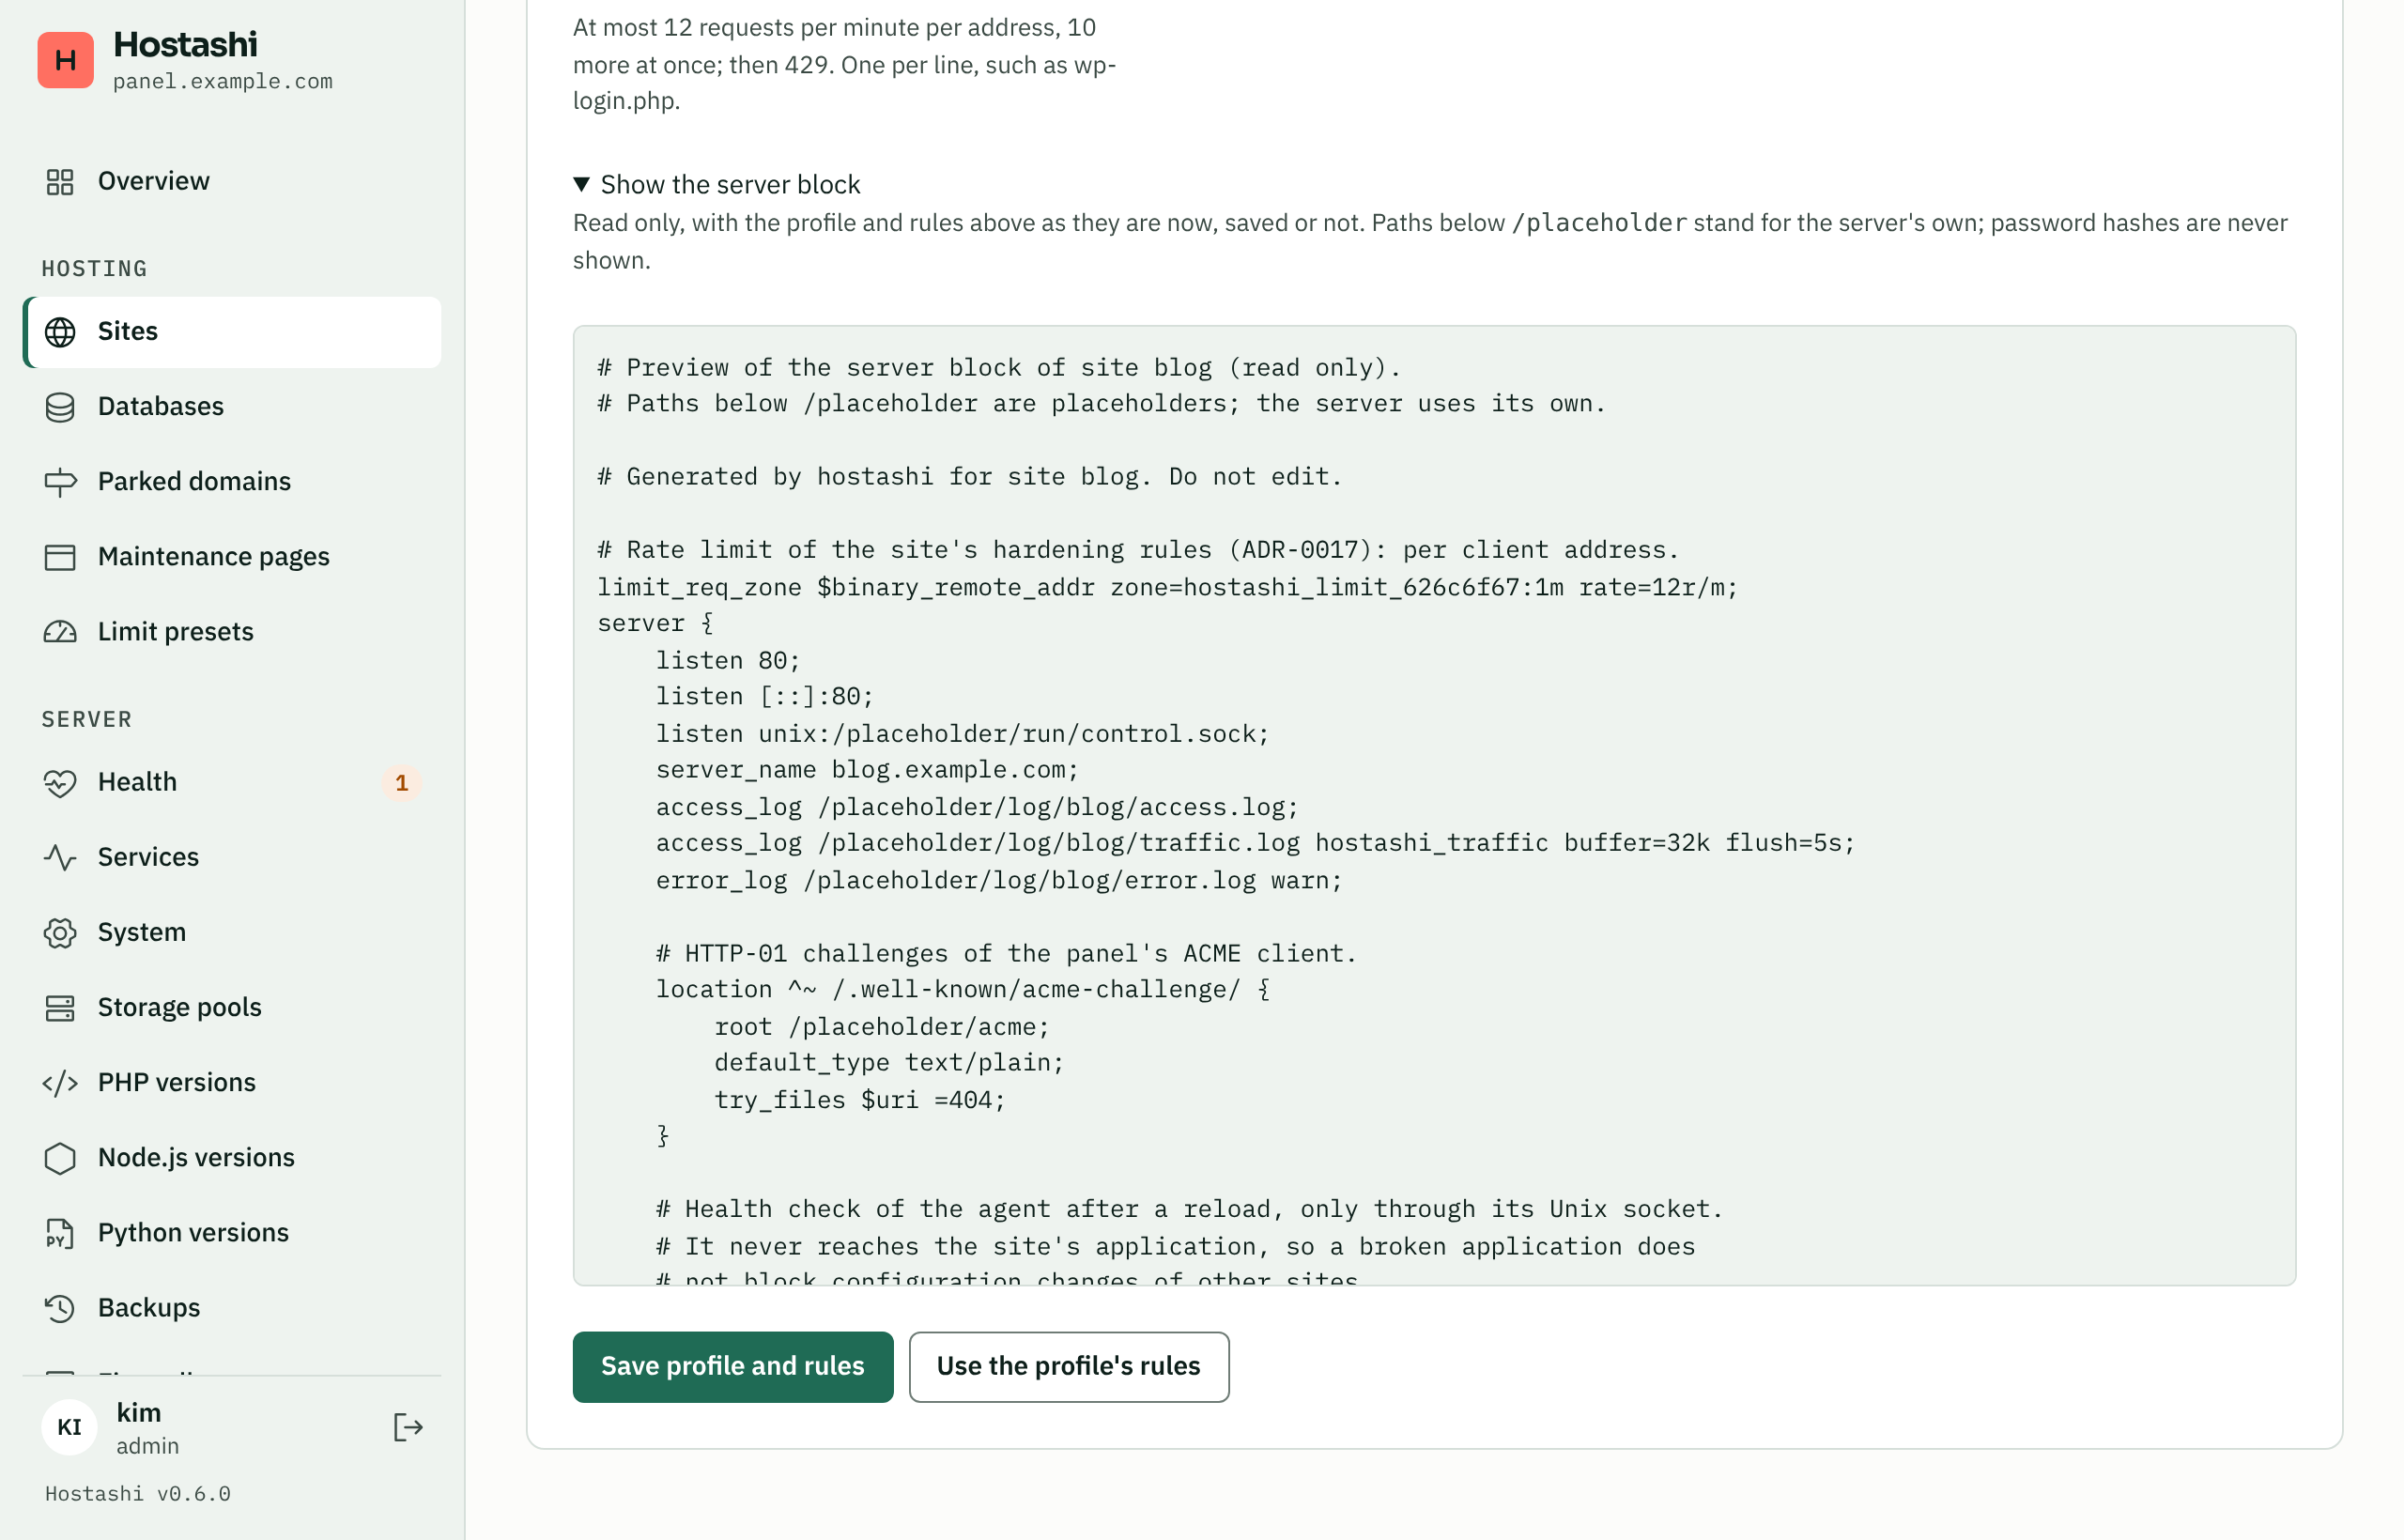 H
Hostashi
panel.example.com
Overview
HOSTING
Sites
Databases
Parked domains
Maintenance pages
Limit presets
SERVER
Health 1
Services
System
Storage pools
PHP versions
Node.js versions
PY
Python versions
Backups
KI
kim
admin
Hostashi v0.6.0
At most 12 requests per minute per address, 10
more at once; then 429. One per line, such as wp-
login.php.
▼ Show the server block
Read only, with the profile and rules above as they are now, saved or not. Paths below /placeholder stand for the server's own; password hashes are never
shown.
# Preview of the server block of site blog (read only).
# Paths below /placeholder are placeholders; the server uses its own.
# Generated by hostashi for site blog. Do not edit.
# Rate limit of the site's hardening rules (ADR-0017): per client address.
limit_req_zone $binary_remote_addr zone=hostashi_limit_626c6f67:1m rate=12r/m;
server {
    listen 80;
    listen [::]:80;
    listen unix:/placeholder/run/control.sock;
    server_name blog.example.com;
    access_log /placeholder/log/blog/access.log;
    access_log /placeholder/log/blog/traffic.log hostashi_traffic buffer=32k flush=5s;
    error_log /placeholder/log/blog/error.log warn;
    # HTTP-01 challenges of the panel's ACME client.
    location ^~ /.well-known/acme-challenge/ {
        root /placeholder/acme;
        default_type text/plain;
        try_files $uri =404;
    }
    # Health check of the agent after a reload, only through its Unix socket.
    # It never reaches the site's application, so a broken application does
    # not block configuration changes of other sites
Save profile and rules
Use the profile's rules